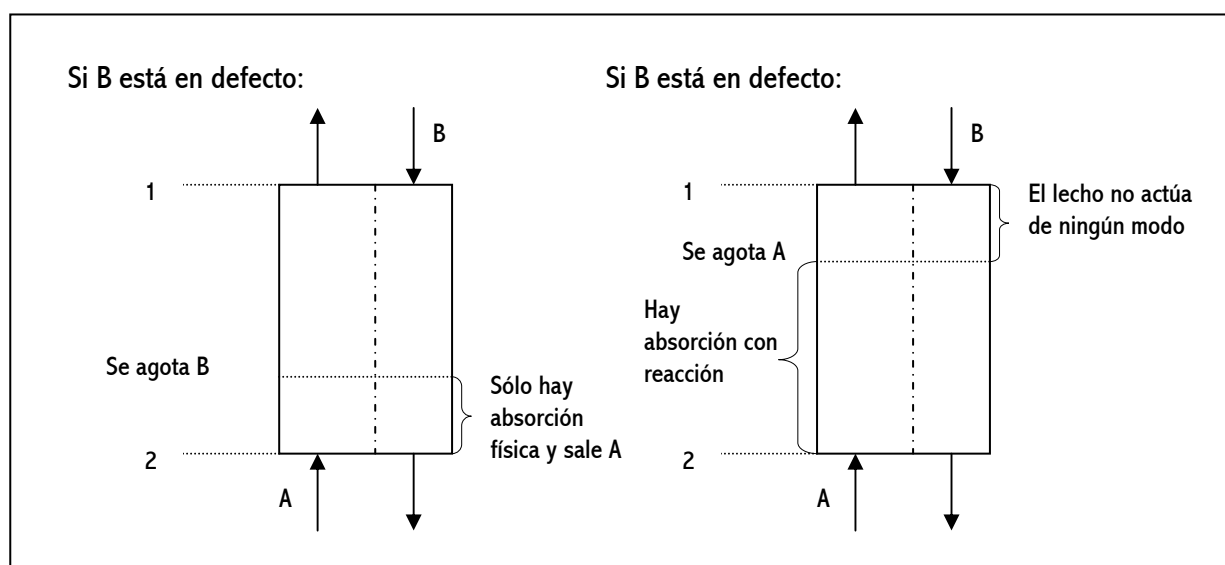 Si B está en defecto:
B
1
Se agota B
Sólo hay
absorción
física y sale A
2
A
Si B está en defecto:
B
1
El lecho no actúa
de ningún modo
Se agota A
Hay
absorción con
reacción
2
A